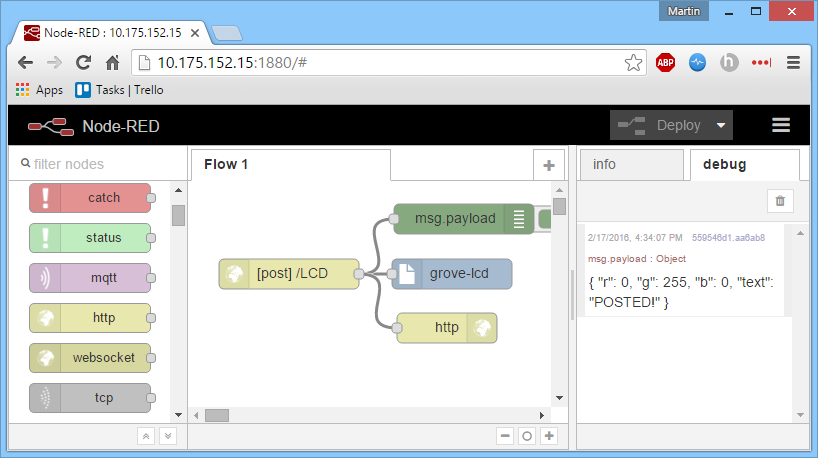 Martin
Node-RED : 10.175.152.15
10.175.152.15:1880/#
ABP
h
Apps
Tasks | Trello
Node-RED
Deploy
filter nodes
Flow 1
info
debug
catch
status
mqtt
http
websocket
tcp
msg.payload
[post] /LCD
grove-lcd
http
2/17/2016, 4:34:07 PM 559546d1.aa6ab8
msg.payload : Object
{ "r": 0, "g": 255, "b": 0, "text":
"POSTED!" }